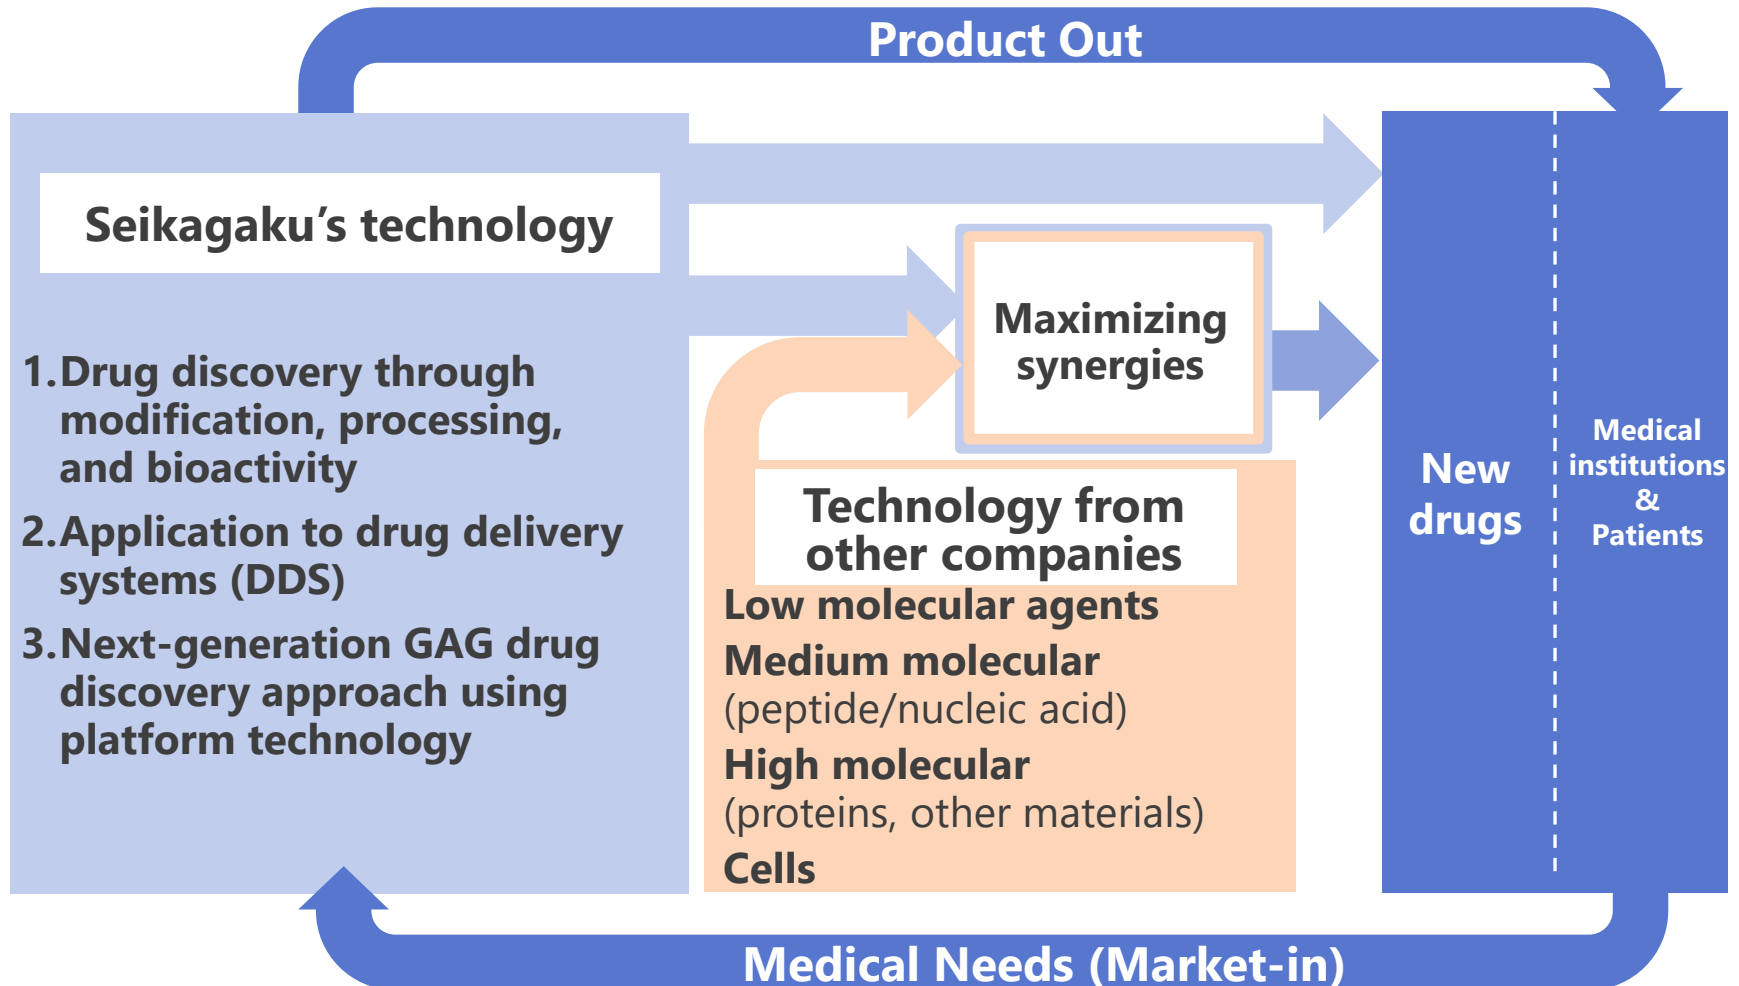 Product Out
Seikagaku’s technology
1.Drug discovery through
modification, processing,
and bioactivity
2.Application to drug delivery
systems (DDS)
3.Next-generation GAG drug
discovery approach using
platform technology
Maximizing
synergies
Technology from
other companies
Low molecular agents
Medium molecular
(peptide/nucleic acid)
High molecular
(proteins, other materials)
Cells
New
drugs
Medical
institutions
&
Patients
Medical Needs (Market-in)